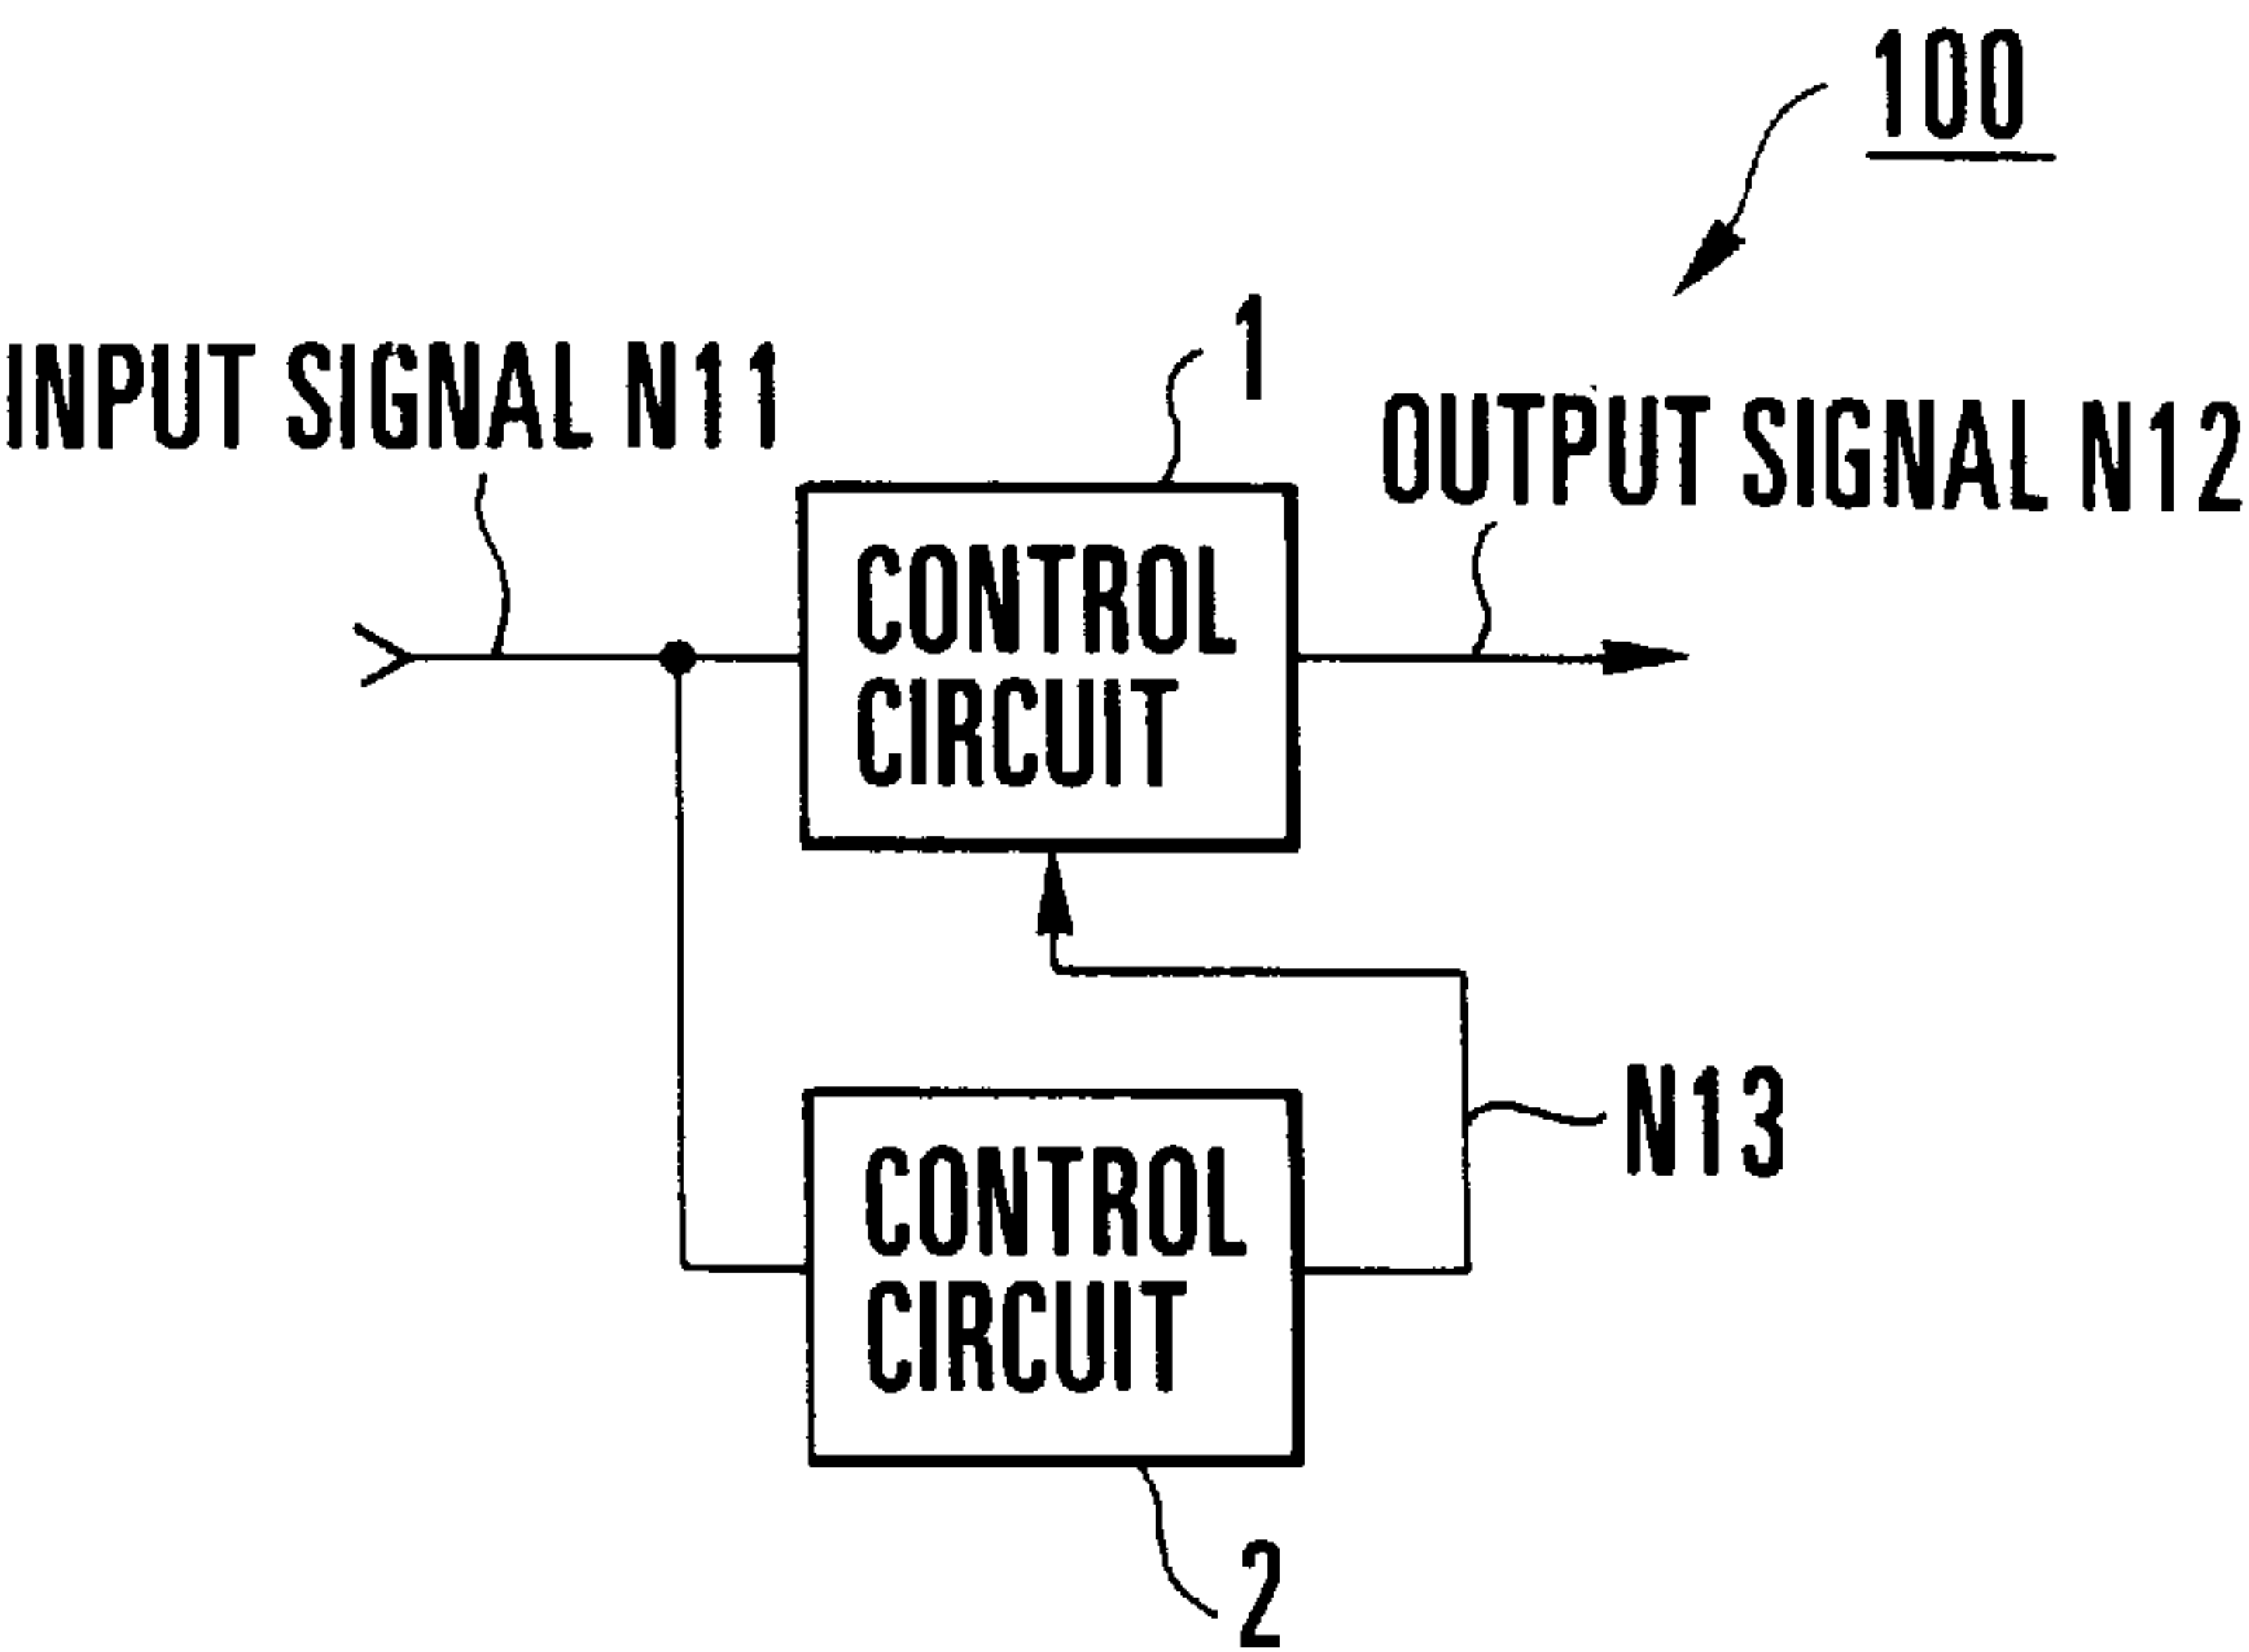 100
1
INPUT SIGNAL N11
OUTPUT SIGNAL N12
CONTROL
CIRCUIT
N13
CONTROL
CIRCUIT
2